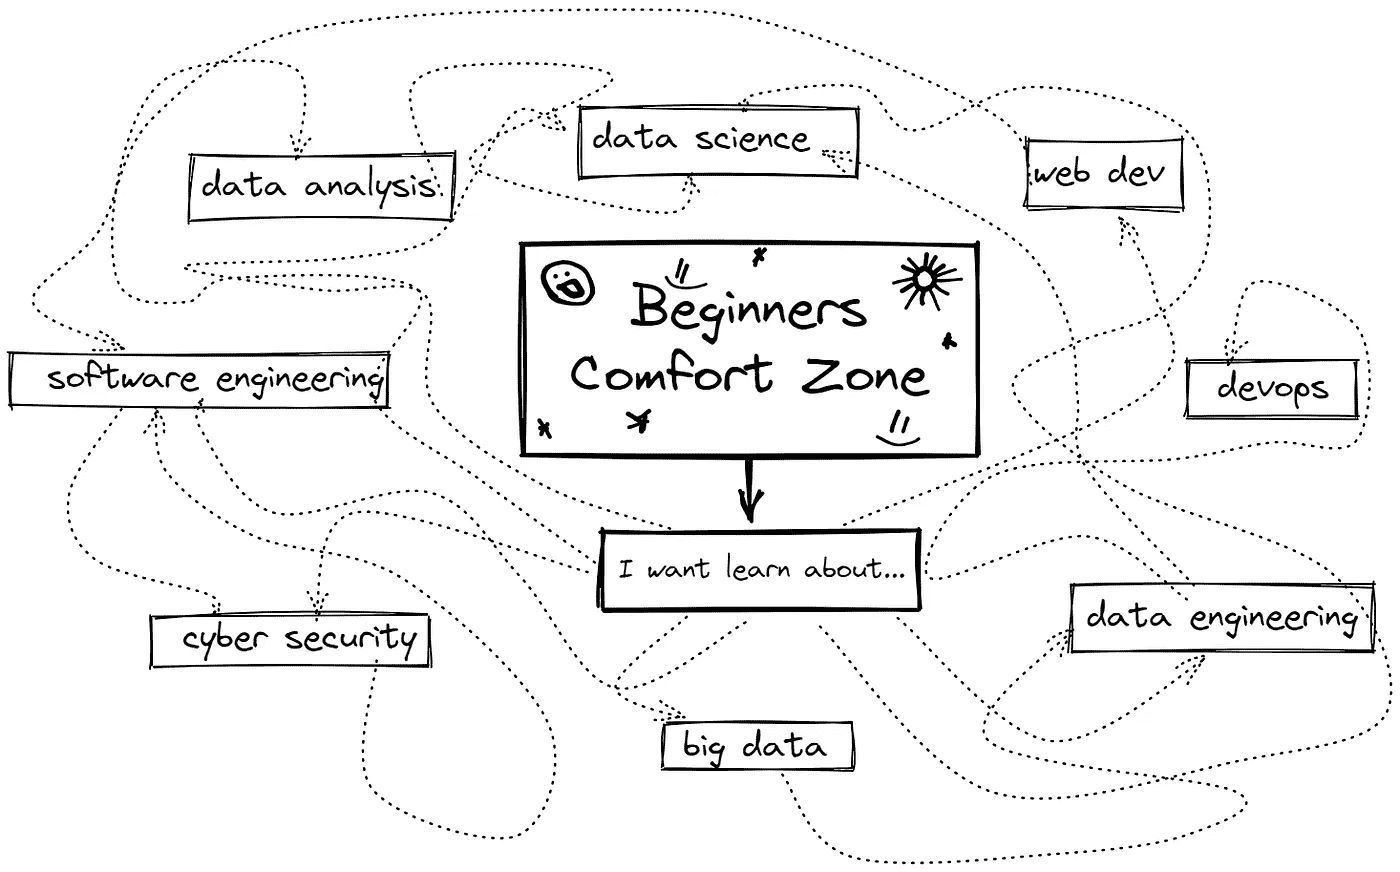 data science
web dev
data analysis
Beginners
Comfort Zone
software engineering
devops
I want learn about...
data engineering
cyber security
big data